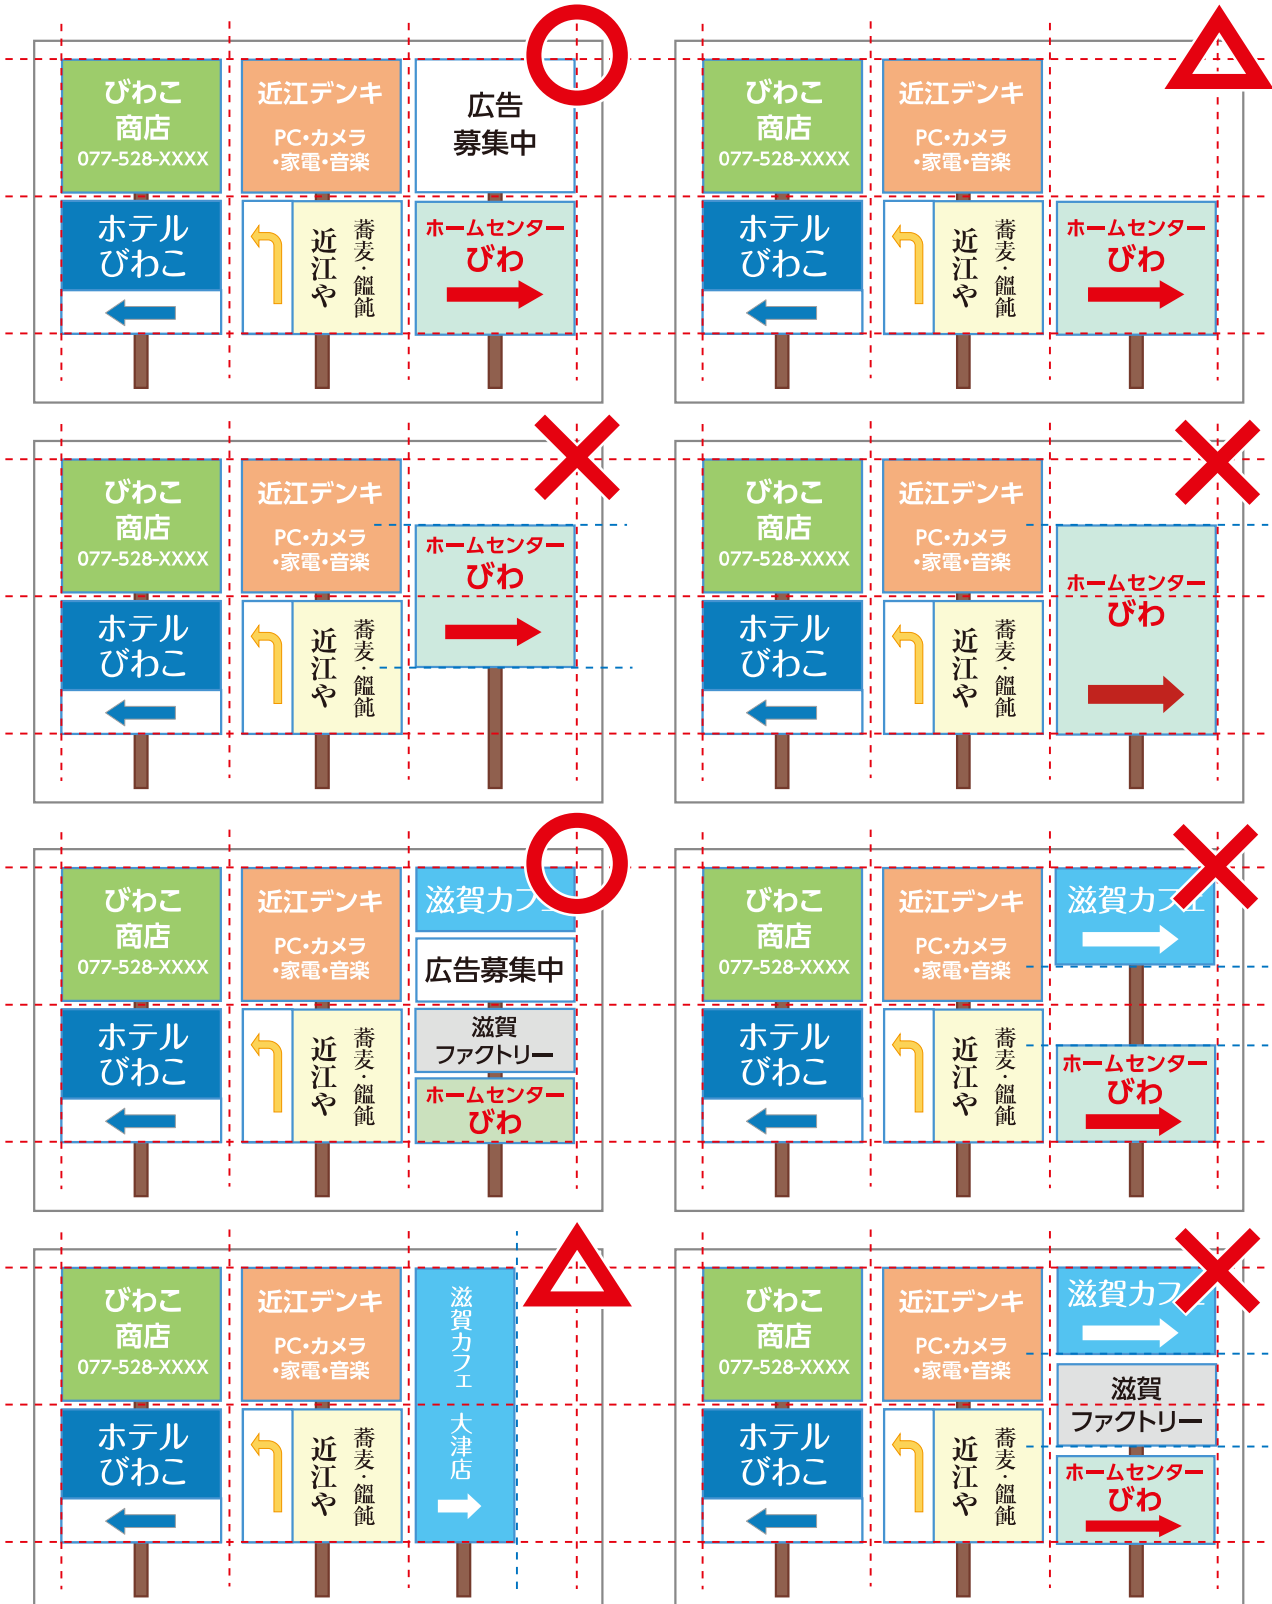 びわこ
商店
077-528-XXXX
近江デンキ
PC・カメラ
・家電・音楽
広告
募集中
ホテル
びわこ
蕎麦・饂飩
近江や
ホームセンター
びわ
びわこ
商店
077-528-XXXX
近江デンキ
PC・カメラ
・家電・音楽
ホテル
びわこ
蕎麦・饂飩
近江や
ホームセンター
びわ
びわこ
商店
077-528-XXXX
近江デンキ
PC・カメラ
・家電・音楽
ホームセンター
びわ
ホテル
びわこ
蕎麦・饂飩
近江や
びわこ
商店
077-528-XXXX
近江デンキ
PC・カメラ
・家電・音楽
ホームセンター
びわ
ホテル
びわこ
蕎麦・饂飩
近江や
びわこ
商店
077-528-XXXX
近江デンキ
PC・カメラ
・家電・音楽
滋賀カフェ
広告募集中
ホテル
びわこ
蕎麦・饂飩
近江や
滋賀
ファクトリー
ホームセンター
びわ
びわこ
商店
077-528-XXXX
近江デンキ
PC・カメラ
・家電・音楽
滋賀カフェ
ホテル
びわこ
蕎麦・饂飩
近江や
ホームセンター
びわ
びわこ
商店
077-528-XXXX
近江デンキ
PC・カメラ
・家電・音楽
滋賀カフェ 大津店
ホテル
びわこ
蕎麦・饂飩
近江や
びわこ
商店
077-528-XXXX
近江デンキ
PC・カメラ
・家電・音楽
滋賀カフェ
滋賀
ファクトリー
ホテル
びわこ
蕎麦・饂飩
近江や
ホームセンター
びわ